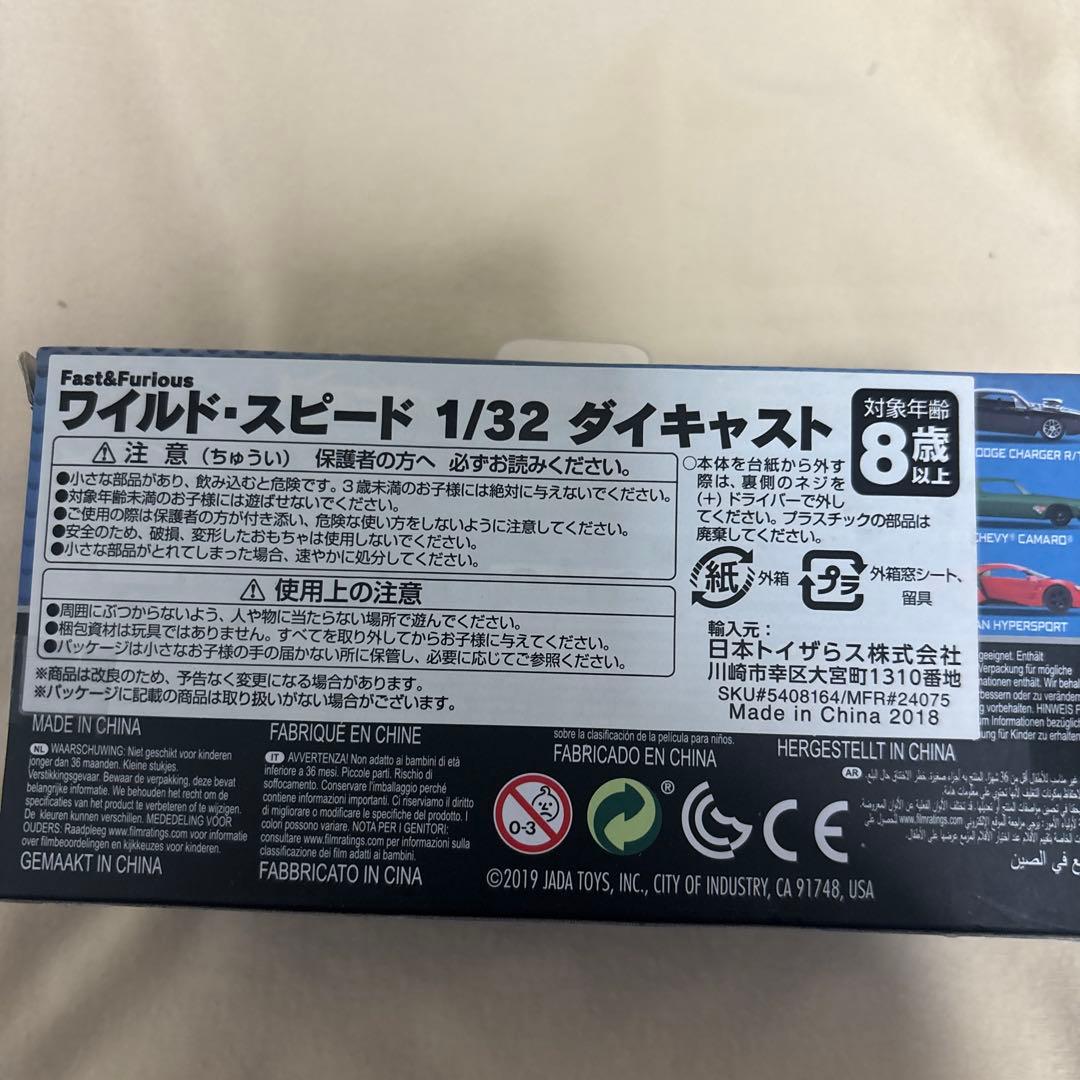 Fast&Furious
ワイルド・スピード 1/32 ダイキャスト
対象年齢
8歳
以上
⚠ 注 意 (ちゅうい) 保護者の方へ 必ずお読みください。
●小さな部品があり、飲み込むと危険です。3歳未満のお子様には絶対に与えないでください。
●対象年齢未満のお子様には遊ばせないでください。
●ご使用の際は保護者の方が付き添い、危険な使い方をしないように注意してください。
●安全のため、破損、変形したおもちゃは使用しないでください。
●小さな部品がとれてしまった場合、速やかに処分してください。
⚠ 使用上の注意
●周囲にぶつからないよう、人や物に当たらない場所で遊んでください。
●梱包資材は玩具ではありません。すべてを取り外してからお子様に与えてください。
●パッケージは小さなお子様の手の届かない所に保管し、必要に応じてご参照ください。
※商品は改良のため、予告なく変更になる場合があります。
※パッケージに記載の商品は取り扱いがない場合がございます。
○本体を台紙から外す
際は、裏側のネジを
(+)ドライバーで外し
てください。プラスチックの部品は
廃棄してください。
紙 外箱
プラ 外箱窓シート、
留具
輸入元:
日本トイザらス株式会社
川崎市幸区大宮町1310番地
SKU#5408164/MFR#24075
Made in China 2018
DODGE CHARGER R/T
CHEVY® CAMARO®
AN HYPERSPORT
geeignet. Enthält
Verpackung für mögliche
mationen enthält. Wir behal
rbessern oder zu verändern
g vorbehalten. HINWEIS F
um Informationen bezüglic
ung für Kinder zu erhalten
MADE IN CHINA
NL WAARSCHUWING: Niet geschikt voor kinderen
jonger dan 36 maanden. Kleine stukjes.
Verstikkingsgevaar. Bewaar de verpakking, deze bevat
belangrijke informatie. We behouden het recht om de
specificaties van het product te verbeteren of te wijzigen.
De kleuren kunnen verschillen. MEDEDELING VOOR
OUDERS: Raadpleeg www.filmratings.com voor informatie
over filmbeoordelingen en kijkkeuzes voor kinderen.
GEMAAKT IN CHINA
FABRIQUÉ EN CHINE
IT AVVERTENZA! Non adatto ai bambini di età
inferiore a 36 mesi. Piccole parti. Rischio di
soffocamento. Conservare l'imballaggio perché
contiene informazioni importanti. Ci riserviamo il diritto
di migliorare o modificare le specifiche del prodotto. I
colori possono variare. NOTA PER I GENITORI:
consultare www.filmratings.com per informazioni sulla
classificazione dei film adatti ai bambini.
FABBRICATO IN CINA
sobre la clasificación de la película para niños.
FABRICADO EN CHINA
HERGESTELLT IN CHINA
0-3
®
CE
AR
ع في الصين
©2019 JADA TOYS, INC., CITY OF INDUSTRY, CA 91748, USA